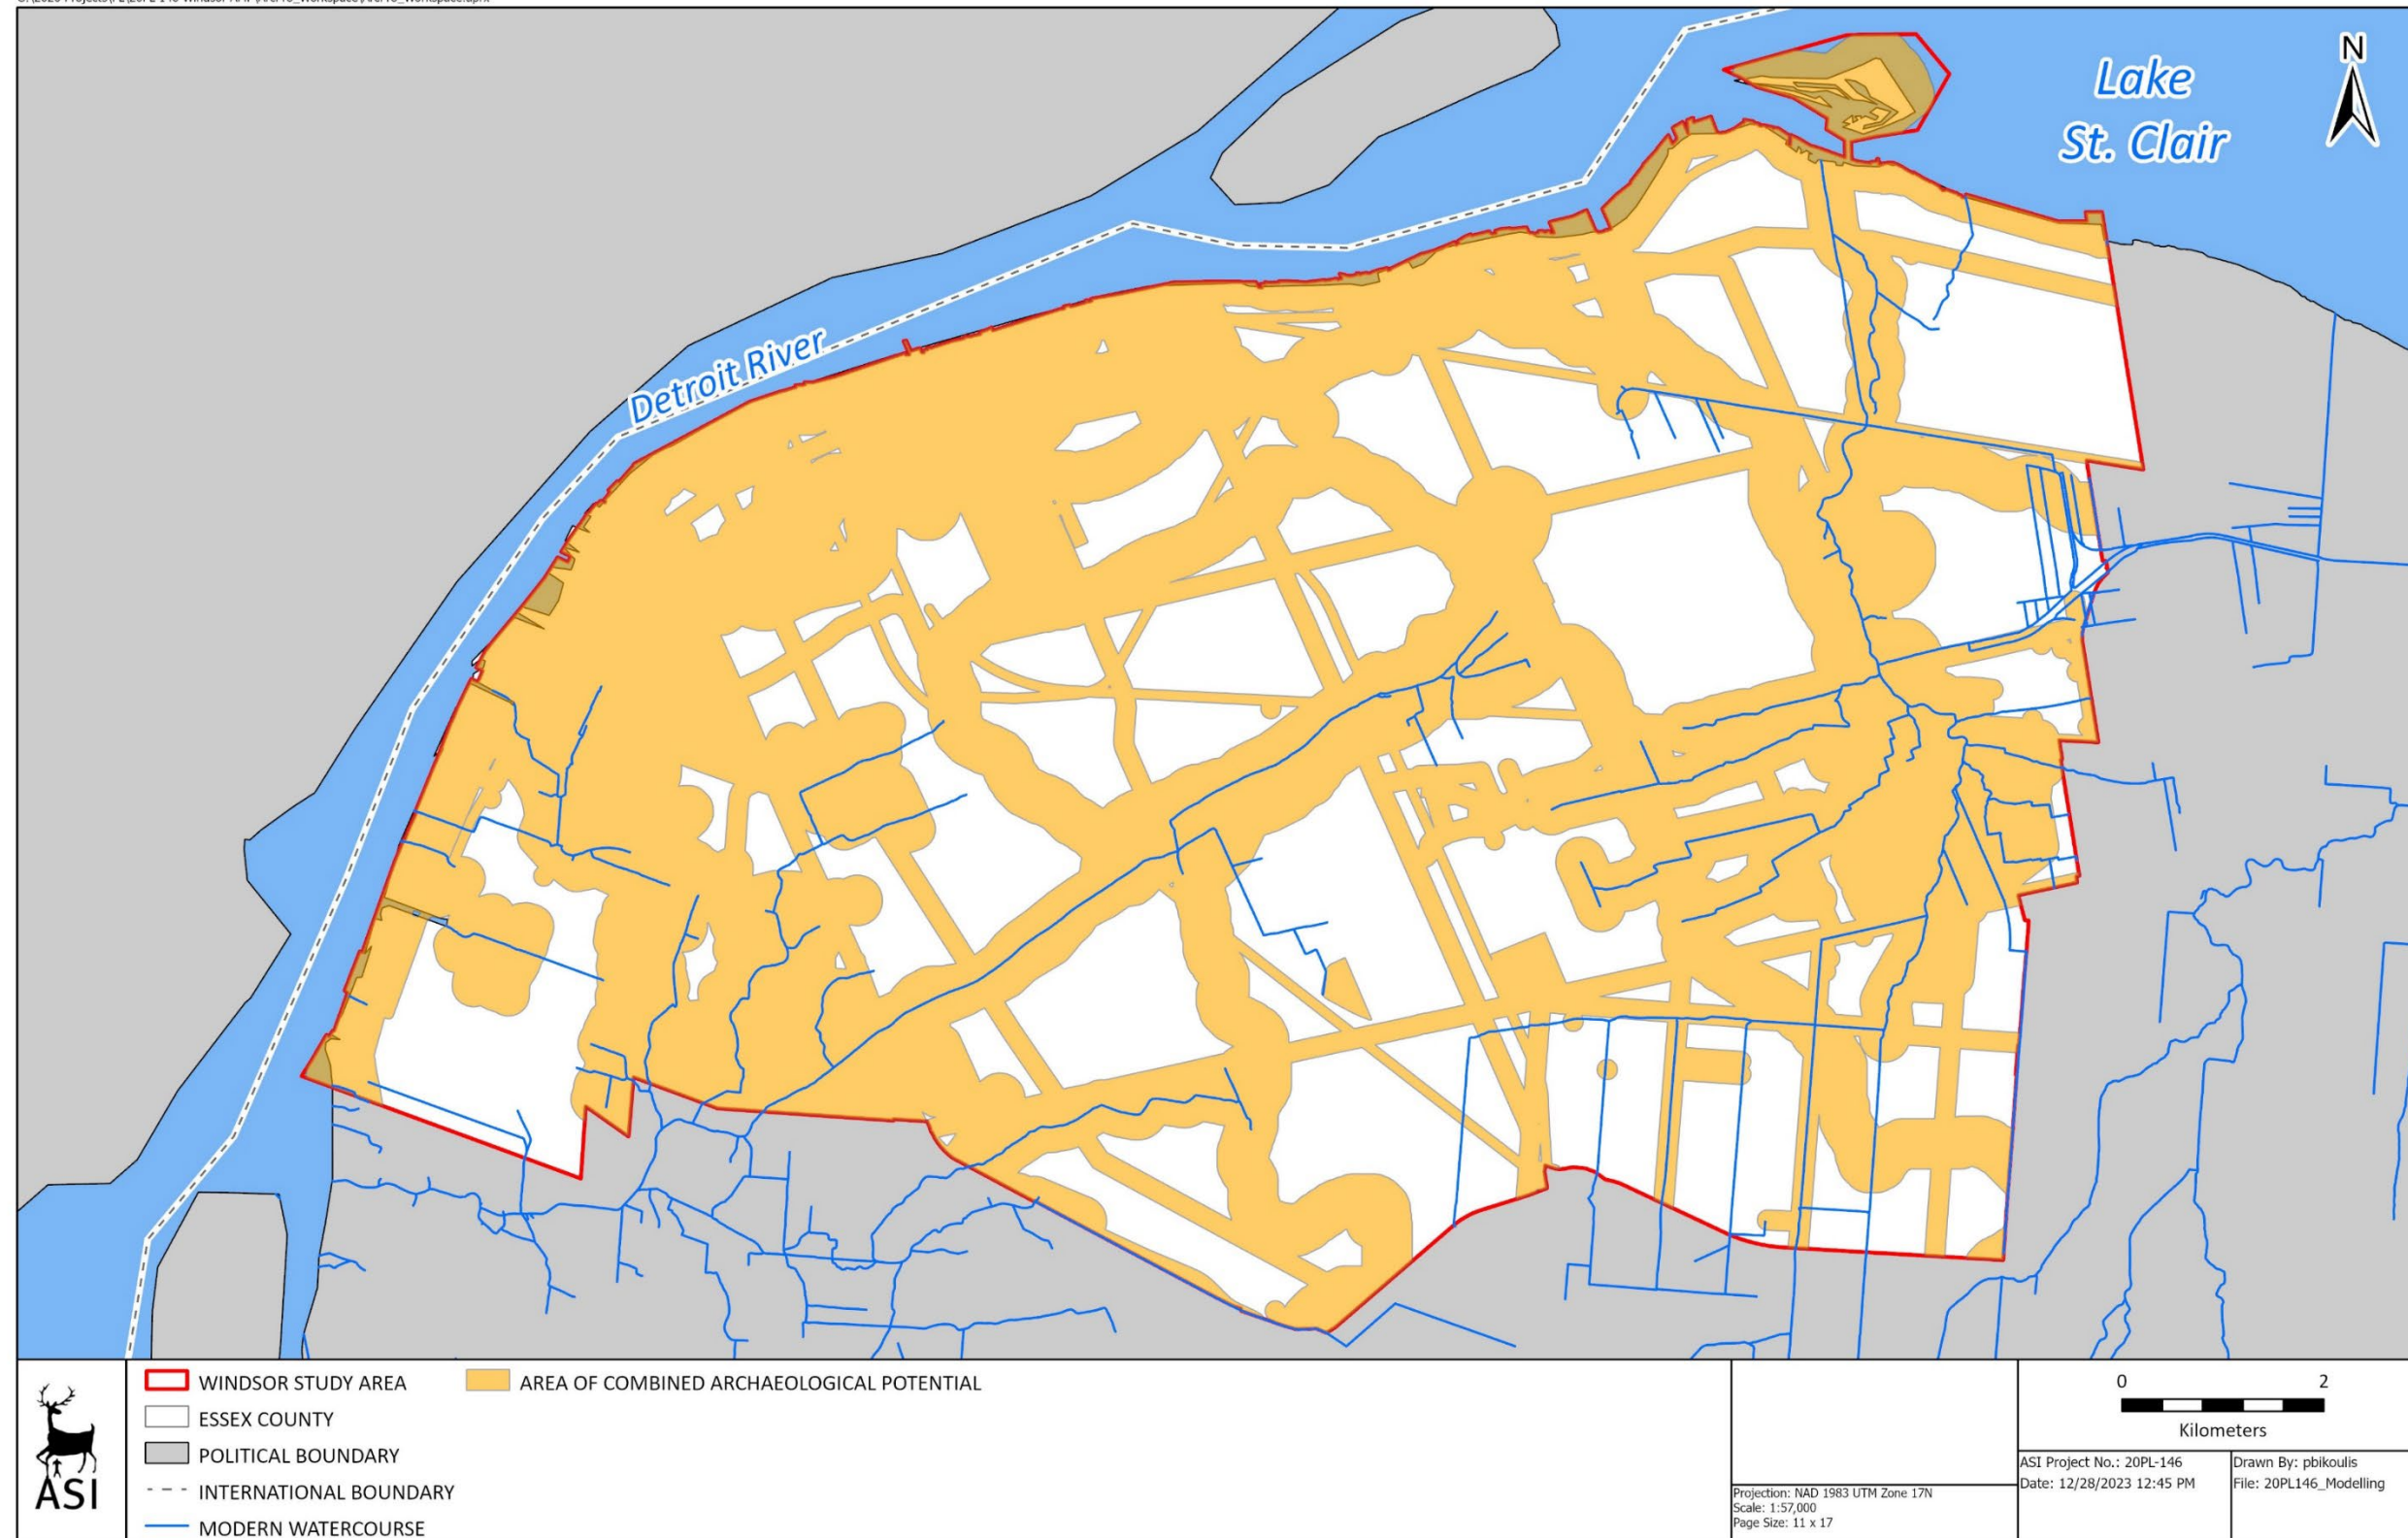 N
Lake
St. Clair
Detroit River
WINDSOR STUDY AREA
AREA OF COMBINED ARCHAEOLOGICAL POTENTIAL
ESSEX COUNTY
POLITICAL BOUNDARY
INTERNATIONAL BOUNDARY
MODERN WATERCOURSE
ASI
Projection: NAD 1983 UTM Zone 17N
Scale: 1:57,000
Page Size: 11 x 17
0 2
Kilometers
ASI Project No.: 20PL-146
Date: 12/28/2023 12:45 PM
Drawn By: pbikoulis
File: 20PL146_Modelling